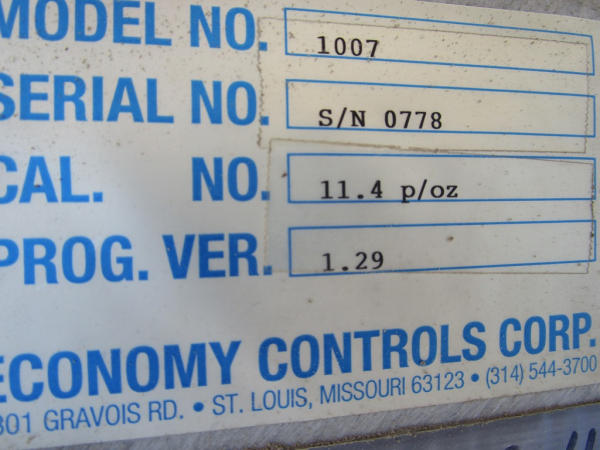 MODEL NO. 1007
SERIAL NO. S/N 0778
CAL. NO. 11.4 p/oz
PROG. VER. 1.29
ECONOMY CONTROLS CORP.
801 GRAVOIS RD. • ST. LOUIS, MISSOURI 63123 • (314) 544-3700